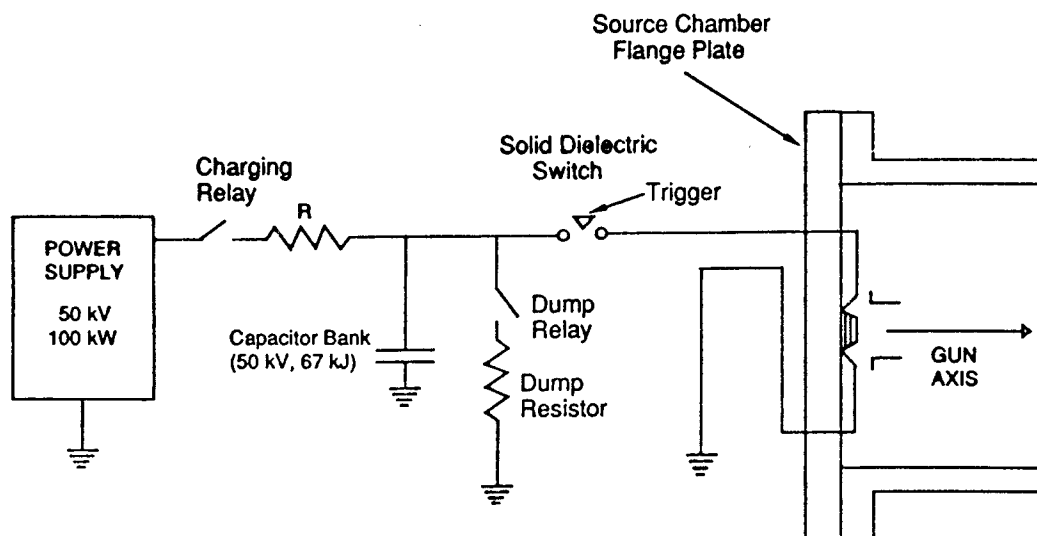 Source Chamber
Flange Plate
Solid Dielectric
Switch
Trigger
Charging
Relay
R
POWER
SUPPLY
50 kV
100 kW
Capacitor Bank
(50 kV, 67 kJ)
Dump
Relay
Dump
Resistor
GUN
AXIS